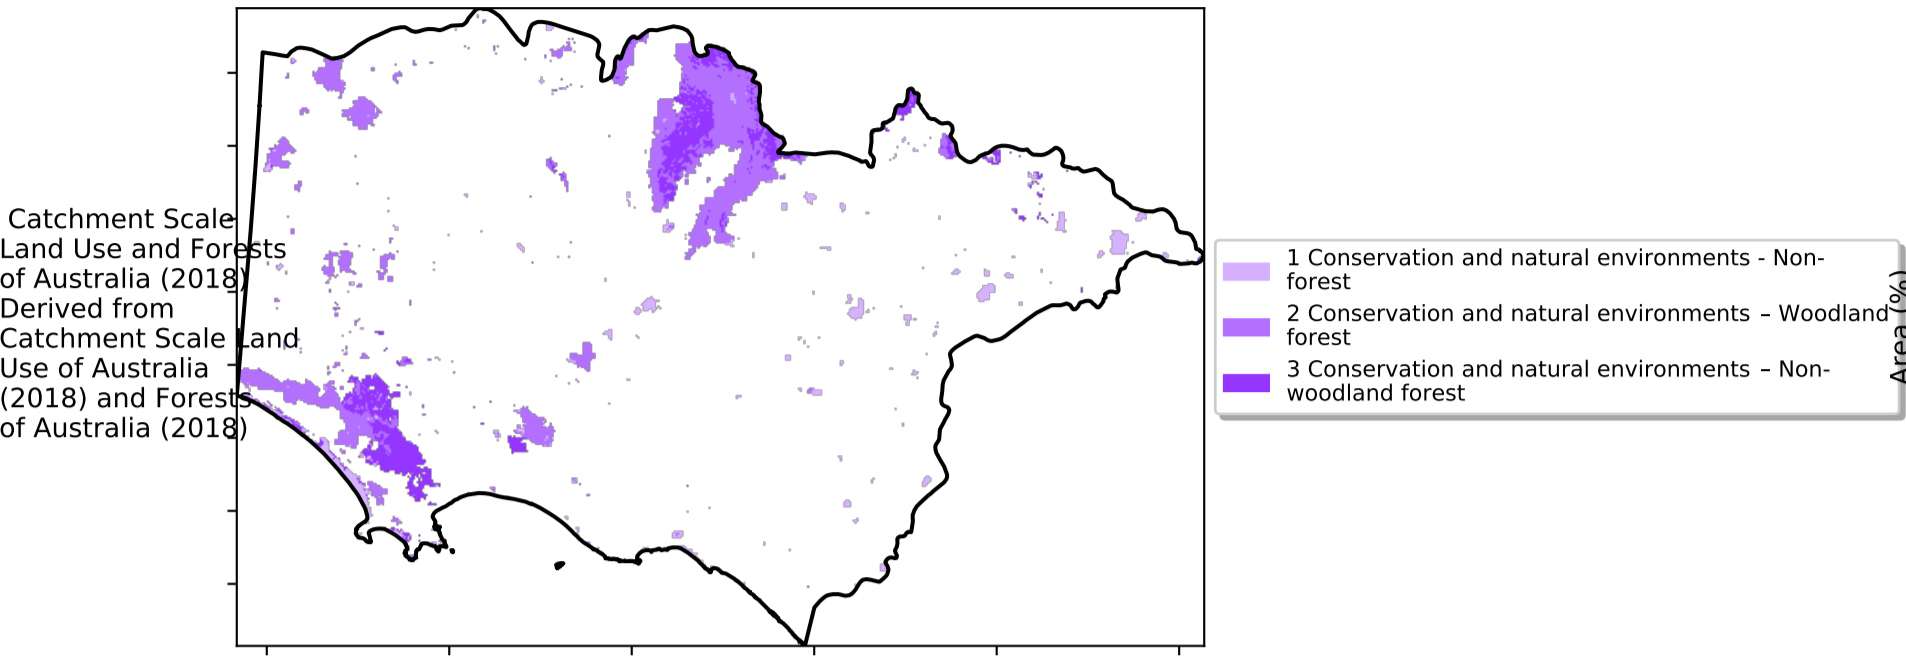 Catchment Scale
Land Use and Forests
of Australia (2018)
Derived from
Catchment Scale Land
Use of Australia
(2018) and Forests
of Australia (2018)
1 Conservation and natural environments - Non-
forest
2 Conservation and natural environments – Woodland
forest
3 Conservation and natural environments – Non-
woodland forest
Area (%)